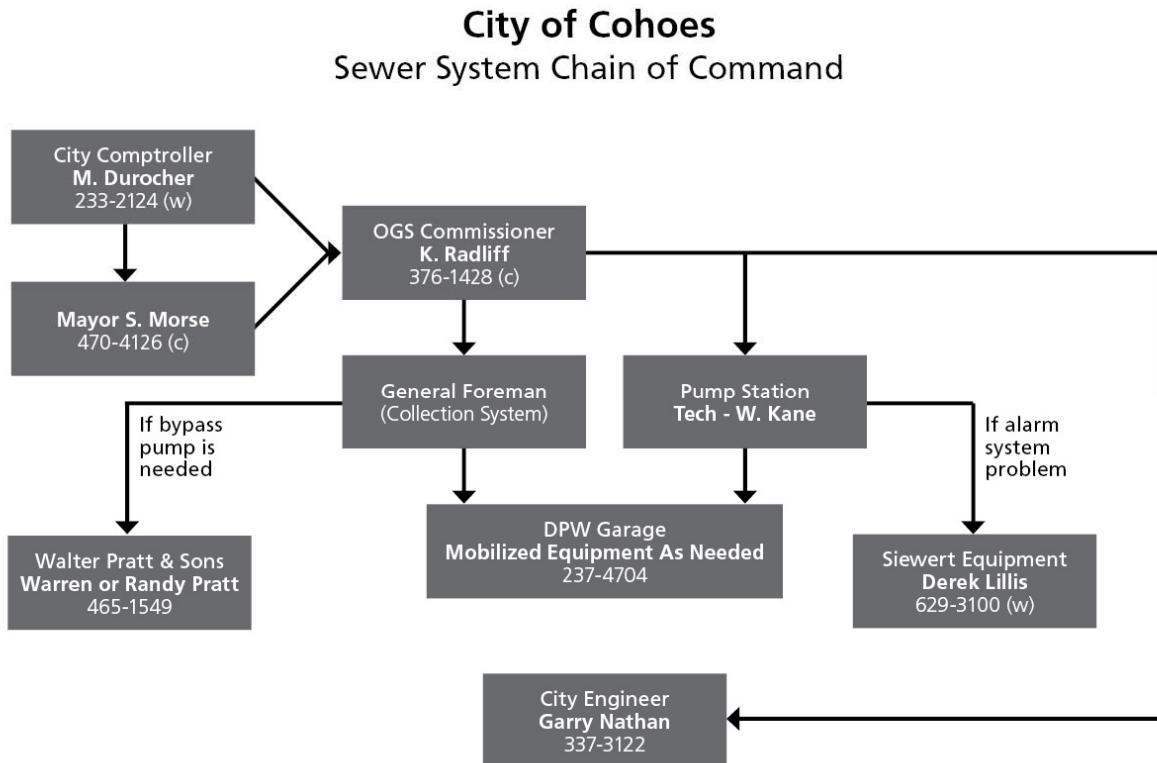 City of Cohoes
Sewer System Chain of Command
City Comptroller
M. Durocher
233-2124 (w)
OGS Commissioner
K. Radliff
376-1428 (c)
Mayor S. Morse
470-4126 (c)
General Foreman
(Collection System)
Pump Station
Tech - W. Kane
If bypass
pump is
needed
If alarm
system
problem
Walter Pratt & Sons
Warren or Randy Pratt
465-1549
DPW Garage
Mobilized Equipment As Needed
237-4704
Siewert Equipment
Derek Lillis
629-3100 (w)
City Engineer
Garry Nathan
337-3122